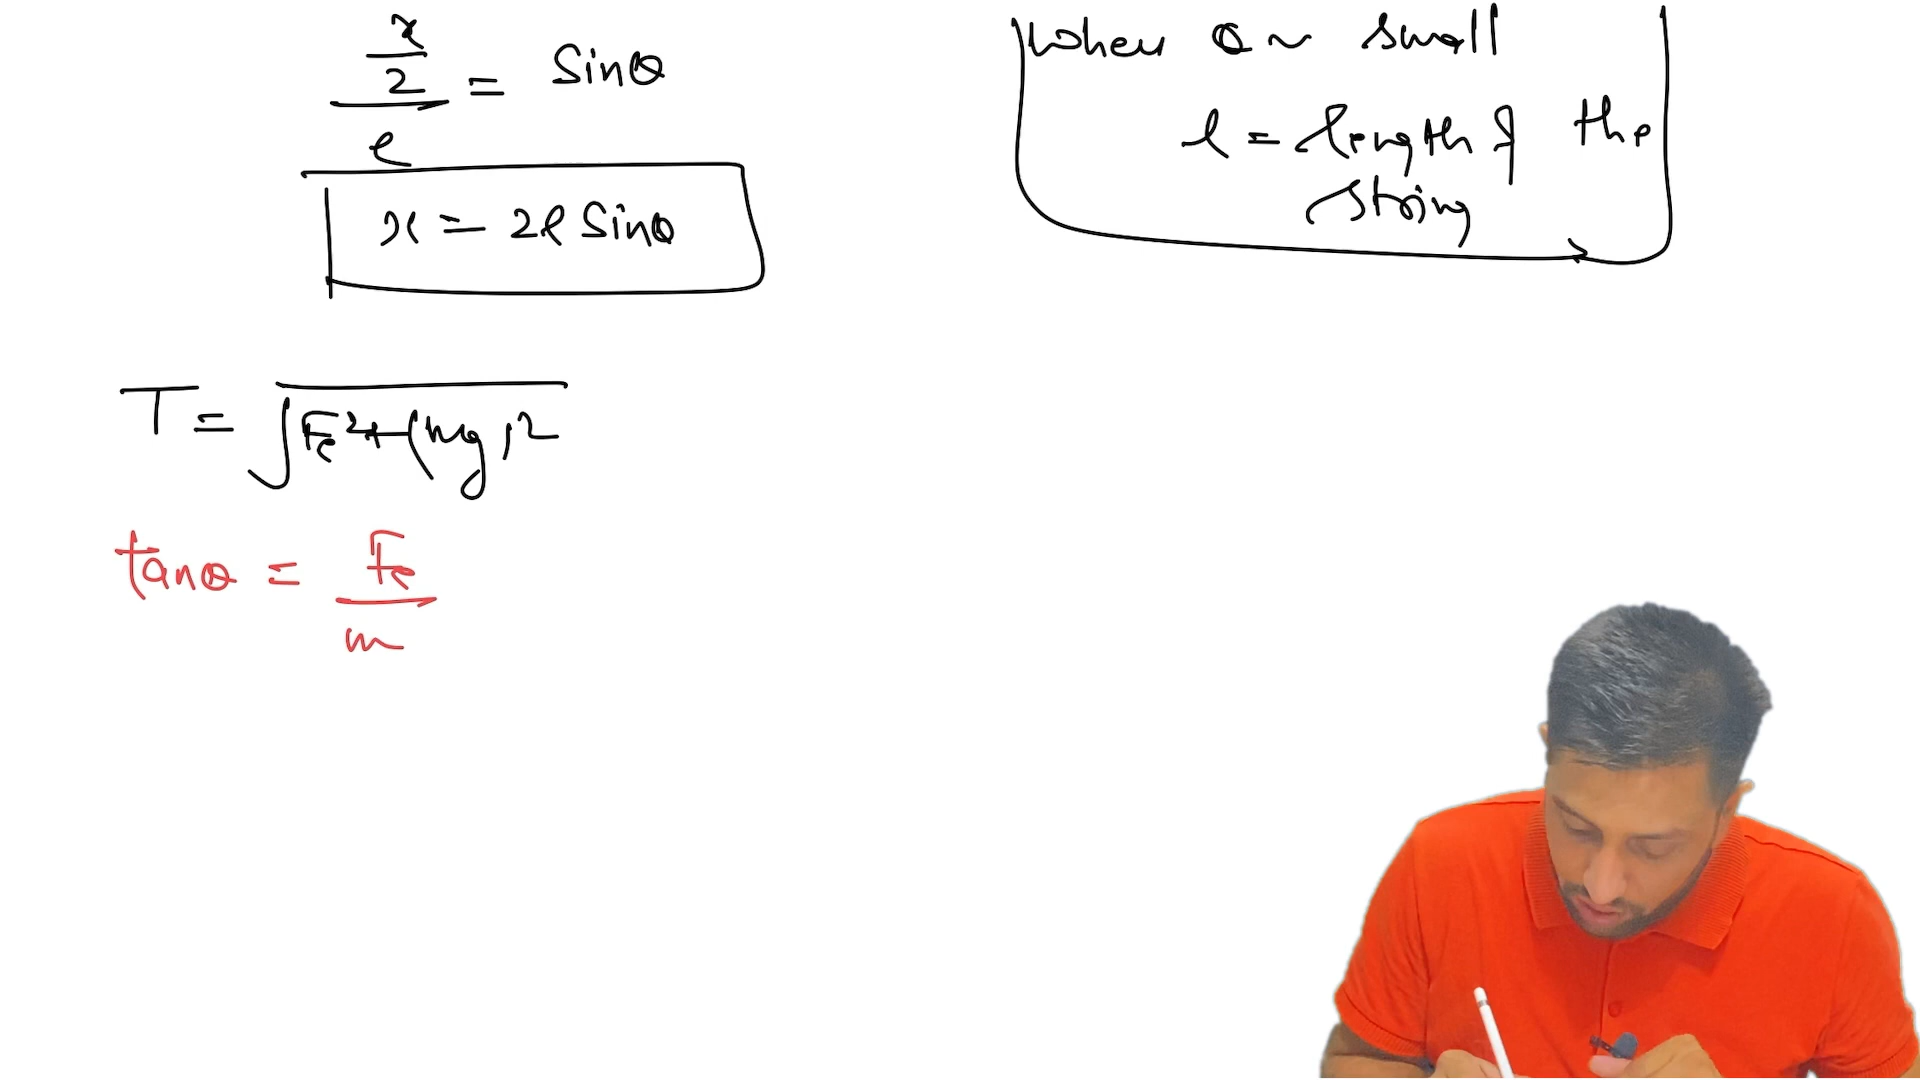 x/2 / l = Sinθ
x = 2l Sinθ
When θ ~ small
l = length of the
string
T = √Fe² + (mg)²
tanθ = Fe / m